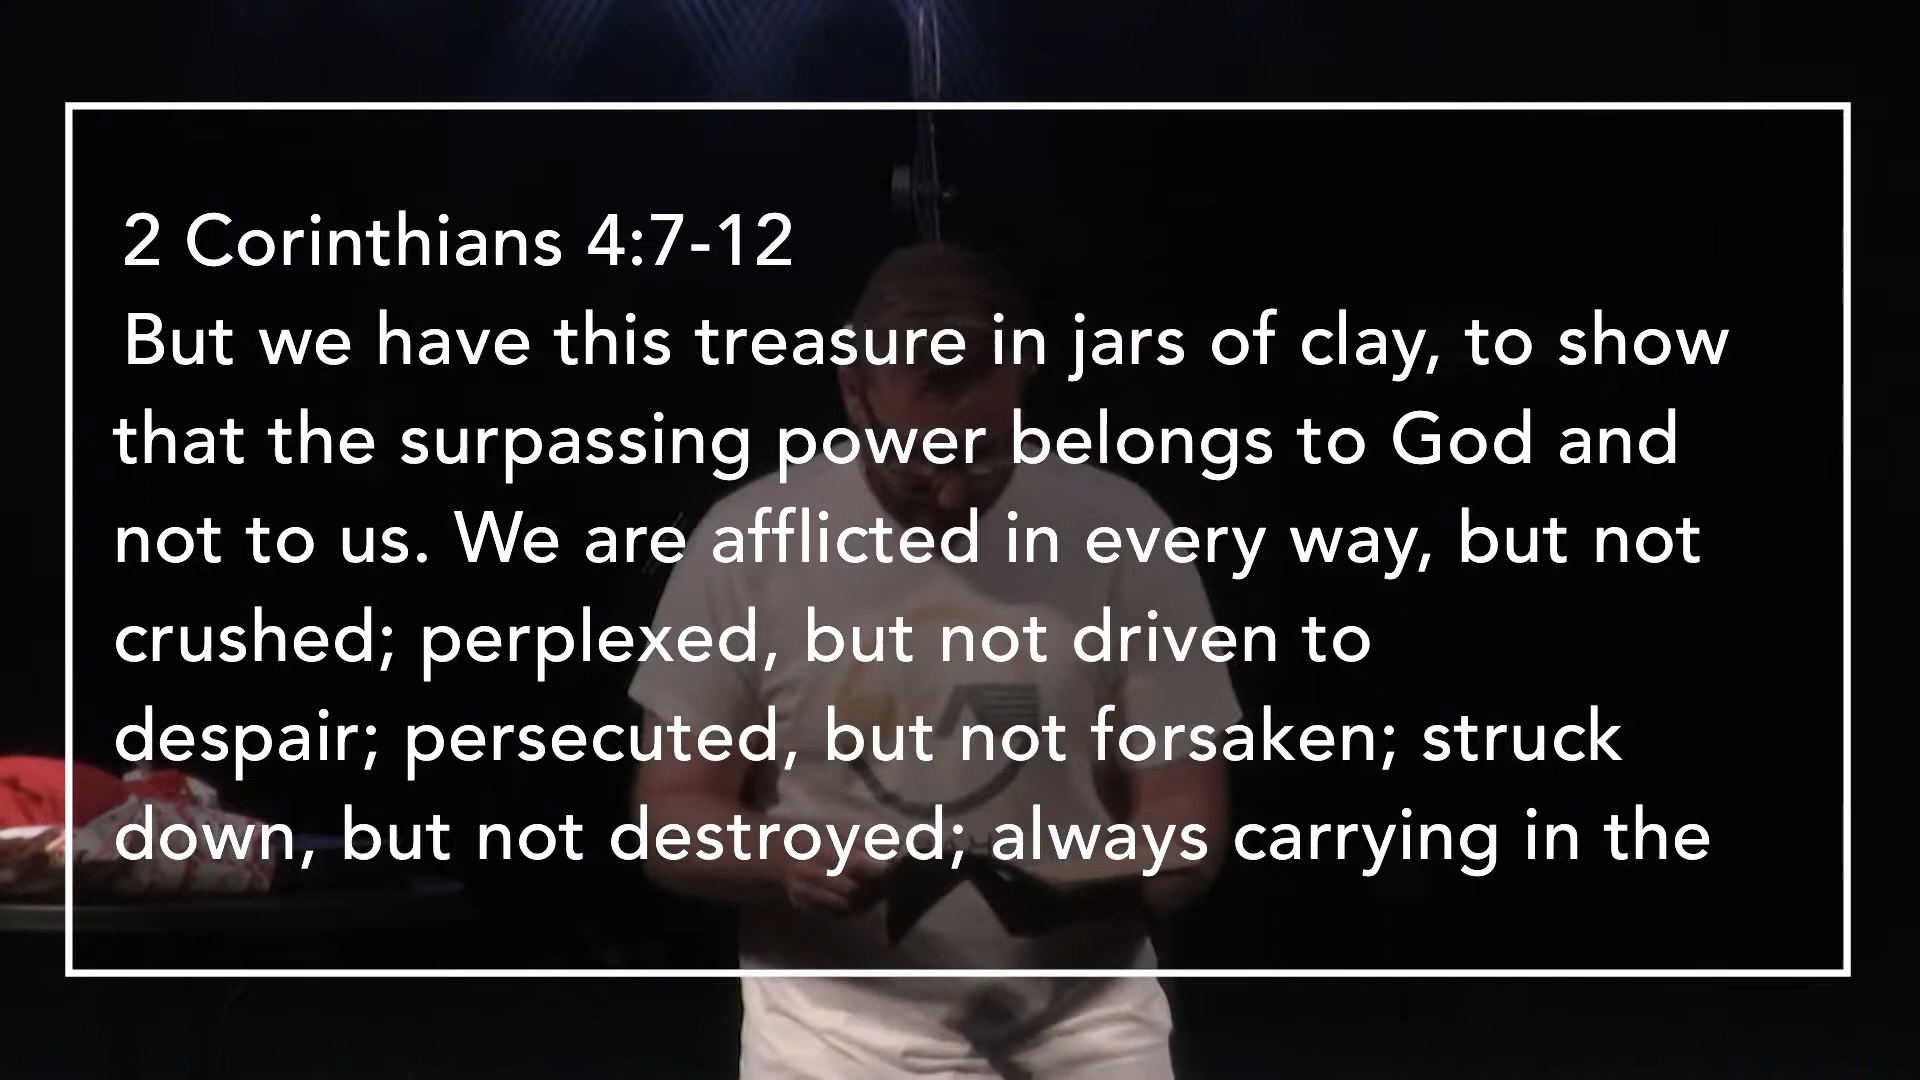 2 Corinthians 4:7-12
But we have this treasure in jars of clay, to show
that the surpassing power belongs to God and
not to us. We are afflicted in every way, but not
crushed; perplexed, but not driven to
despair; persecuted, but not forsaken; struck
down, but not destroyed; always carrying in the